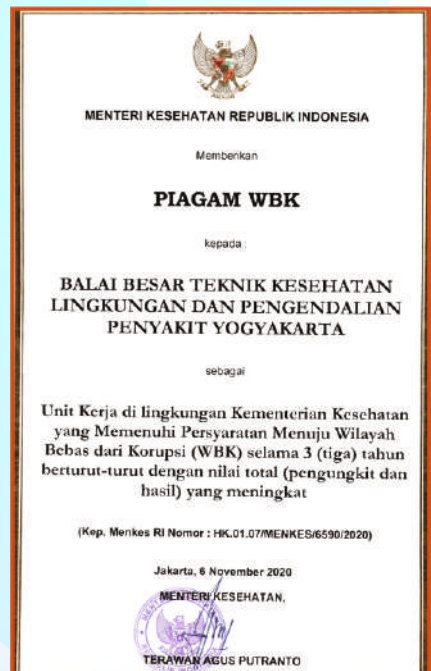 MENTERI KESEHATAN REPUBLIK INDONESIA
Memberikan
PIAGAM WBK
kepada :
BALAI BESAR TEKNIK KESEHATAN
LINGKUNGAN DAN PENGENDALIAN
PENYAKIT YOGYAKARTA
sebagai
Unit Kerja di lingkungan Kementerian Kesehatan
yang Memenuhi Persyaratan Menuju Wilayah
Bebas dari Korupsi (WBK) selama 3 (tiga) tahun
berturut-turut dengan nilai total (pengungkit dan
hasil) yang meningkat
(Kep. Menkes RI Nomor : HK.01.07/MENKES/6590/2020)
Jakarta, 6 November 2020
MENTERI KESEHATAN,
TERAWAN AGUS PUTRANTO